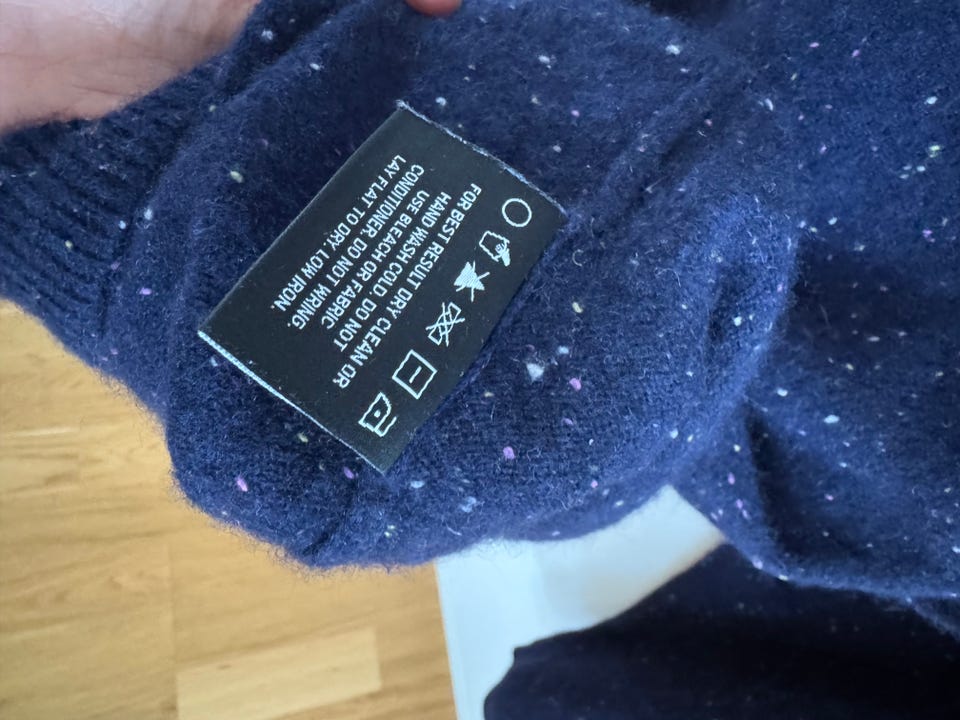 FOR BEST RESULT DRY CLEAN OR
HAND WASH COLD. DO NOT
USE BLEACH OR FABRIC
CONDITIONER. DO NOT WRING.
LAY FLAT TO DRY. LOW IRON.